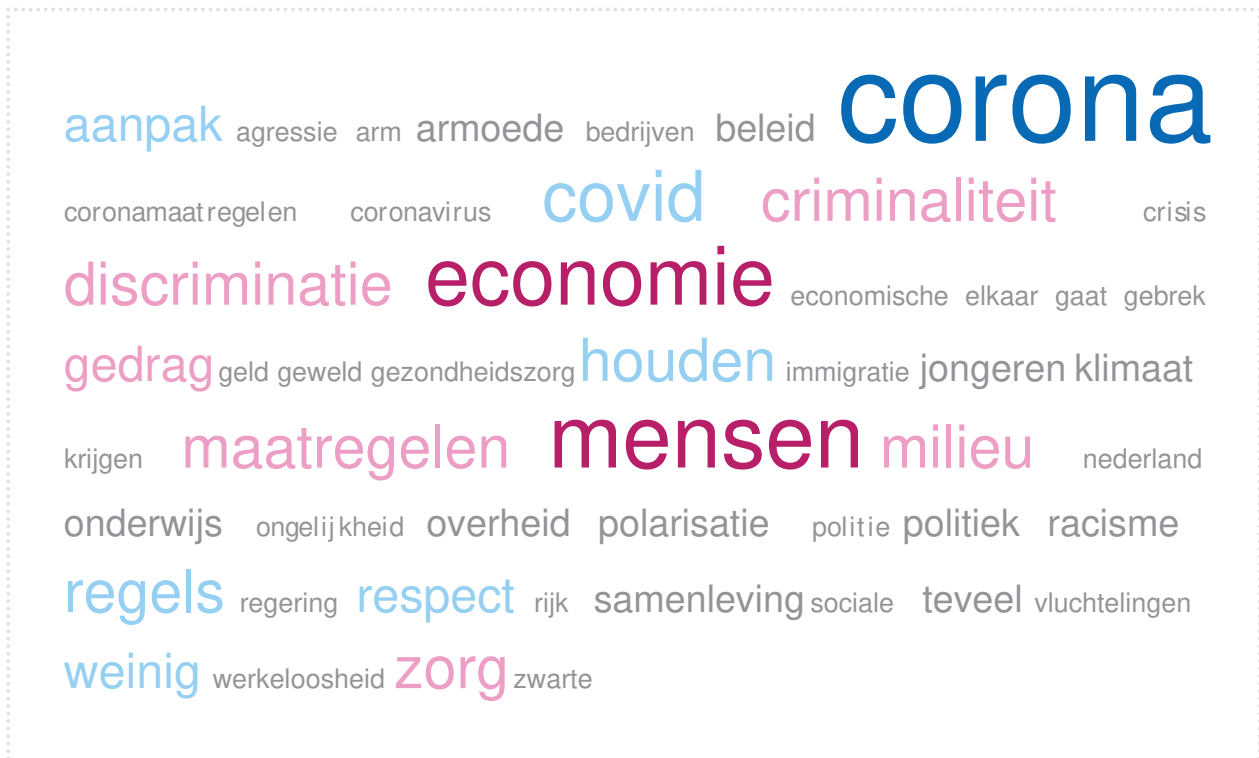 aanpak agressie arm armoede bedrijven beleid corona
coronamaatregelen coronavirus covid criminaliteit crisis
discriminatie economie economische elkaar gaat gebrek
gedrag geld geweld gezondheidszorg houden immigratie jongeren klimaat
krijgen maatregelen mensen milieu nederland
onderwijs ongelijkheid overheid polarisatie politie politiek racisme
regels regering respect rijk samenleving sociale teveel vluchtelingen
weinig werkeloosheid zorg zwarte